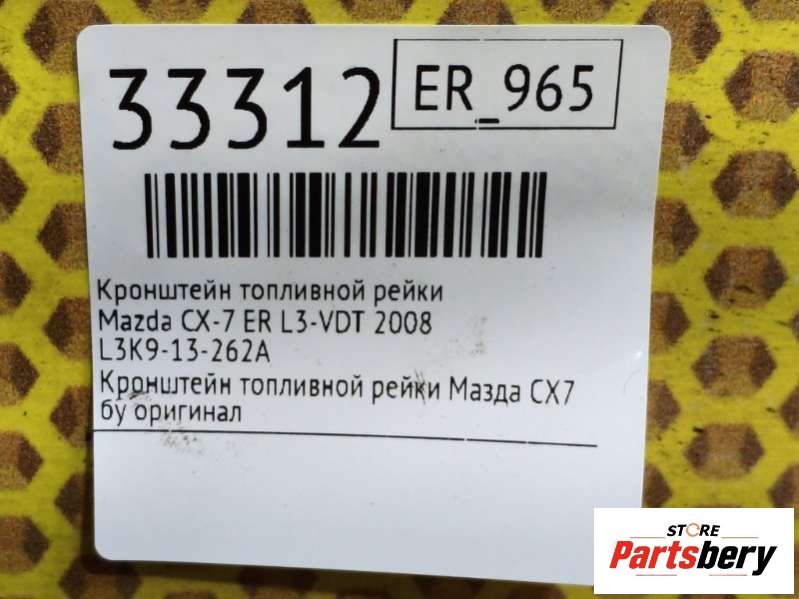 33312
ER_965
Кронштейн топливной рейки
Mazda CX-7 ER L3-VDT 2008
L3K9-13-262A
Кронштейн топливной рейки Мазда СХ7
бу оригинал
STORE
Partsbery